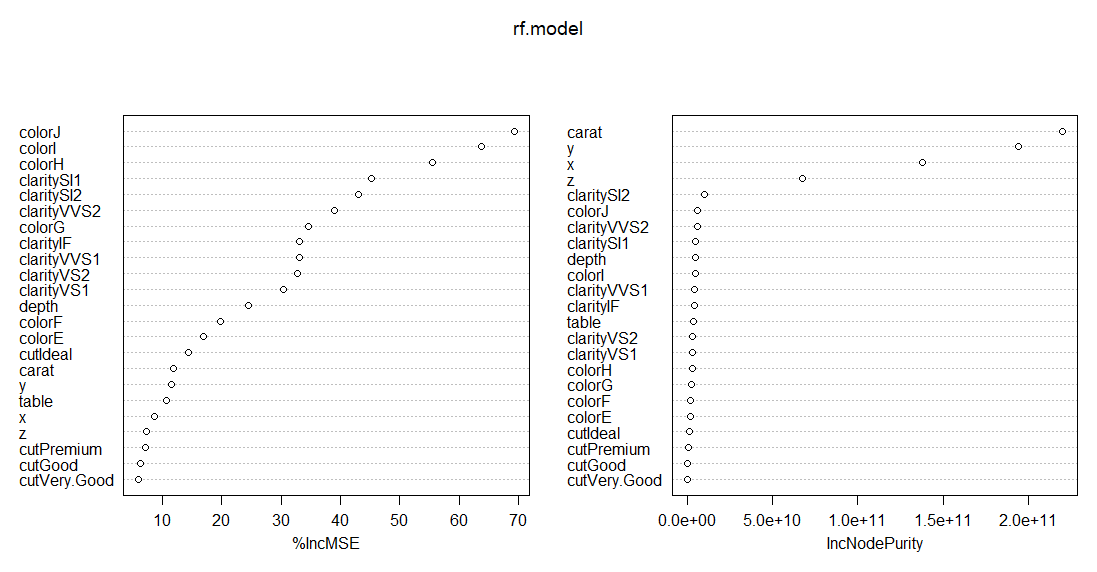 rf.model
colorJ
colorI
colorH
claritySI1
claritySI2
clarityVVS2
colorG
clarityIF
clarityVVS1
clarityVS2
clarityVS1
depth
colorF
colorE
cutIdeal
carat
y
table
x
z
cutPremium
cutGood
cutVery.Good
10 20 30 40 50 60 70
%IncMSE
carat
y
x
z
claritySI2
colorJ
clarityVVS2
claritySI1
depth
colorI
clarityVVS1
clarityIF
table
clarityVS2
clarityVS1
colorH
colorG
colorF
colorE
cutIdeal
cutPremium
cutGood
cutVery.Good
0.0e+00 5.0e+10 1.0e+11 1.5e+11 2.0e+11
IncNodePurity